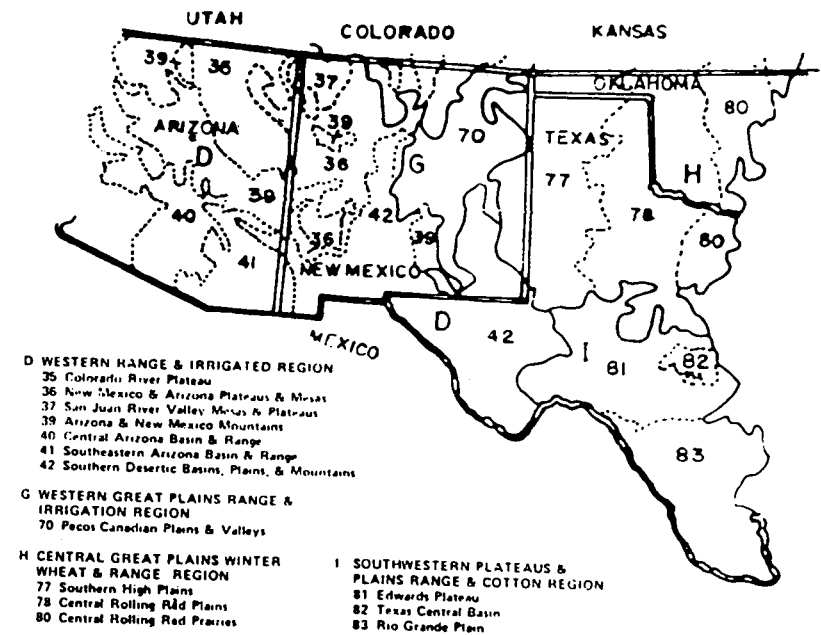 UTAH
COLORADO
KANSAS
39
36
37
OKLAHOMA
80
ARIZONA
39
70
TEXAS
D
36
G
77
H
39
78
40
42
80
36
39
41
NEW MEXICO
D
42
MEXICO
I
81
82
83
D WESTERN RANGE & IRRIGATED REGION
35 Colorado River Plateau
36 New Mexico & Arizona Plateaus & Mesas
37 San Juan River Valley Mesas & Plateaus
39 Arizona & New Mexico Mountains
40 Central Arizona Basin & Range
41 Southeastern Arizona Basin & Range
42 Southern Desertic Basins, Plains, & Mountains
G WESTERN GREAT PLAINS RANGE &
IRRIGATION REGION
70 Pecos Canadian Plains & Valleys
H CENTRAL GREAT PLAINS WINTER
WHEAT & RANGE REGION
77 Southern High Plains
78 Central Rolling Red Plains
80 Central Rolling Red Prairies
I SOUTHWESTERN PLATEAUS &
PLAINS RANGE & COTTON REGION
81 Edwards Plateau
82 Texas Central Basin
83 Rio Grande Plain